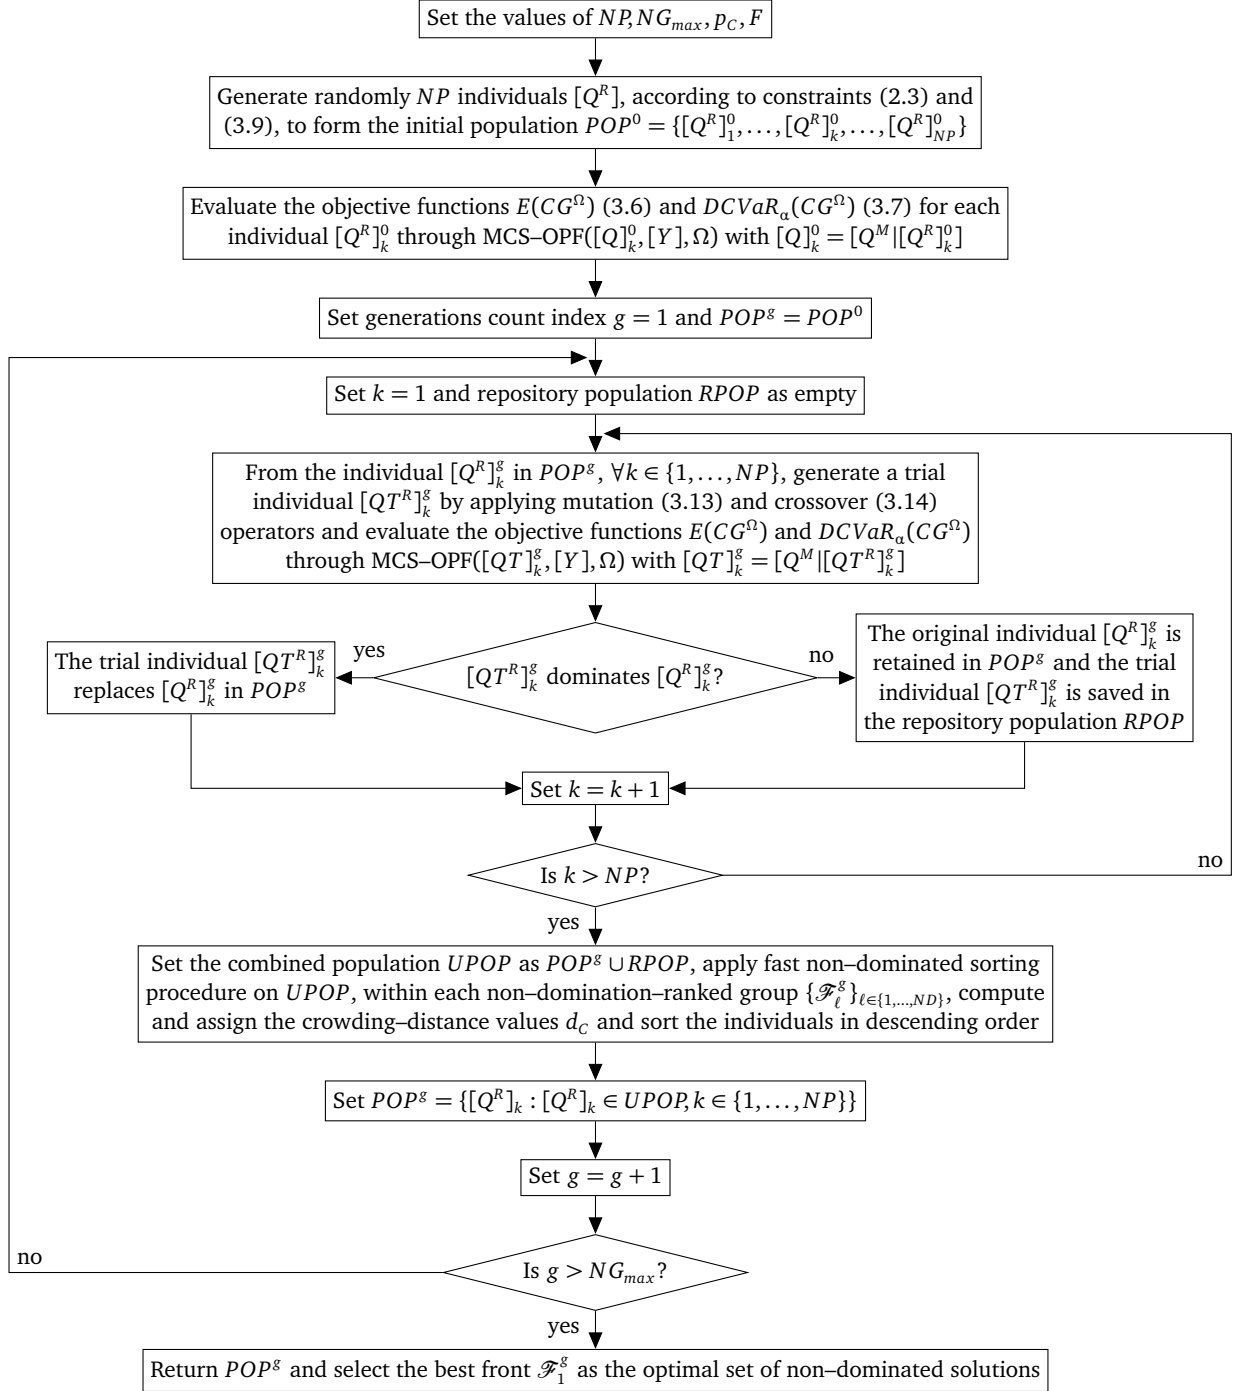 Set the values of NP, NG_max, p_C, F
Generate randomly NP individuals [Q^R], according to constraints (2.3) and
(3.9), to form the initial population POP^0 = {[Q^R]_1^0, ..., [Q^R]_k^0, ..., [Q^R]_NP^0}
Evaluate the objective functions E(CG^Ω) (3.6) and DCVaR_α(CG^Ω) (3.7) for each
individual [Q^R]_k^0 through MCS–OPF([Q]_k^0, [Y], Ω) with [Q]_k^0 = [Q^M|[Q^R]_k^0]
Set generations count index g = 1 and POP^g = POP^0
Set k = 1 and repository population RPOP as empty
From the individual [Q^R]_k^g in POP^g, ∀k ∈ {1, ..., NP}, generate a trial
individual [QT^R]_k^g by applying mutation (3.13) and crossover (3.14)
operators and evaluate the objective functions E(CG^Ω) and DCVaR_α(CG^Ω)
through MCS–OPF([QT]_k^g, [Y], Ω) with [QT]_k^g = [Q^M|[QT^R]_k^g]
[QT^R]_k^g dominates [Q^R]_k^g?
yes
The trial individual [QT^R]_k^g
replaces [Q^R]_k^g in POP^g
no
The original individual [Q^R]_k^g is
retained in POP^g and the trial
individual [QT^R]_k^g is saved in
the repository population RPOP
Set k = k + 1
Is k > NP?
no
yes
Set the combined population UPOP as POP^g ∪ RPOP, apply fast non–dominated sorting
procedure on UPOP, within each non–domination–ranked group {ℱ_ℓ^g}_ℓ∈{1,...,ND}, compute
and assign the crowding–distance values d_C and sort the individuals in descending order
Set POP^g = {[Q^R]_k : [Q^R]_k ∈ UPOP, k ∈ {1, ..., NP}}
Set g = g + 1
Is g > NG_max?
no
yes
Return POP^g and select the best front ℱ_1^g as the optimal set of non–dominated solutions